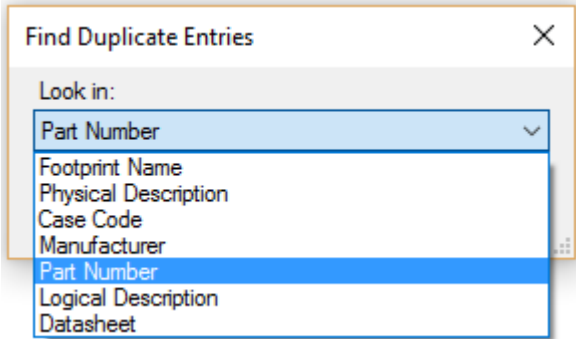 Find Duplicate Entries
Look in:
Part Number
Footprint Name
Physical Description
Case Code
Manufacturer
Part Number
Logical Description
Datasheet